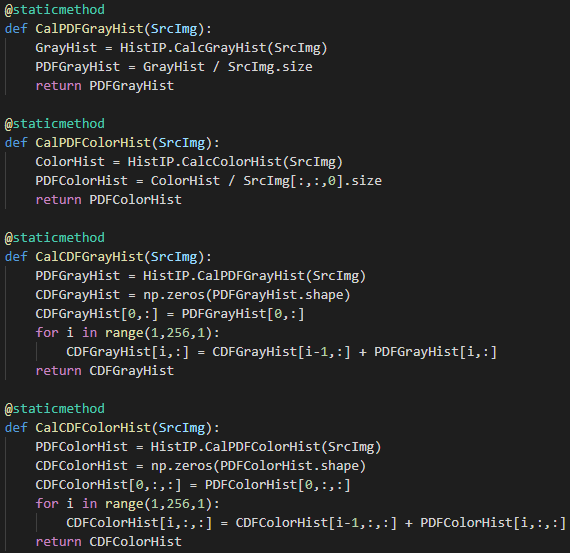 @staticmethod
def CalPDFGrayHist(SrcImg):
    GrayHist = HistIP.CalcGrayHist(SrcImg)
    PDFGrayHist = GrayHist / SrcImg.size
    return PDFGrayHist

@staticmethod
def CalPDFColorHist(SrcImg):
    ColorHist = HistIP.CalcColorHist(SrcImg)
    PDFColorHist = ColorHist / SrcImg[:,:,0].size
    return PDFColorHist

@staticmethod
def CalCDFGrayHist(SrcImg):
    PDFGrayHist = HistIP.CalPDFGrayHist(SrcImg)
    CDFGrayHist = np.zeros(PDFGrayHist.shape)
    CDFGrayHist[0,:] = PDFGrayHist[0,:]
    for i in range(1,256,1):
        CDFGrayHist[i,:] = CDFGrayHist[i-1,:] + PDFGrayHist[i,:]
    return CDFGrayHist

@staticmethod
def CalCDFColorHist(SrcImg):
    PDFColorHist = HistIP.CalPDFColorHist(SrcImg)
    CDFColorHist = np.zeros(PDFColorHist.shape)
    CDFColorHist[0,:,:] = PDFColorHist[0,:,:]
    for i in range(1,256,1):
        CDFColorHist[i,:,:] = CDFColorHist[i-1,:,:] + PDFColorHist[i,:,:]
    return CDFColorHist